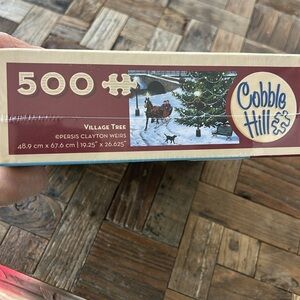 500
VILLAGE TREE
©PERSIS CLAYTON WEIRS
48.9 cm x 67.6 cm | 19.25" x 26.625"
Cobble
Hill